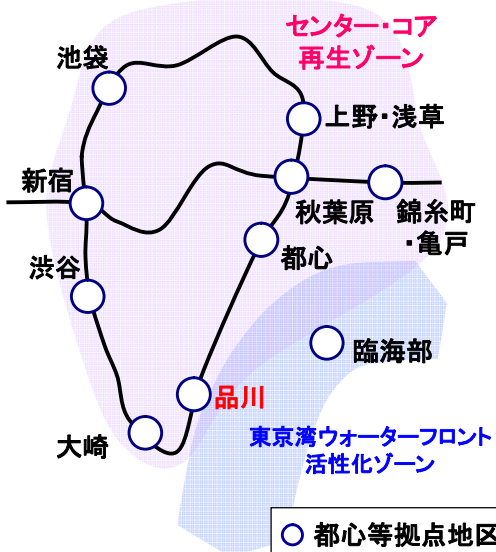 センター・コア
再生ゾーン
池袋
上野・浅草
新宿
秋葉原
錦糸町
・亀戸
都心
渋谷
臨海部
品川
大崎
東京湾ウォーターフロント
活性化ゾーン
都心等拠点地区